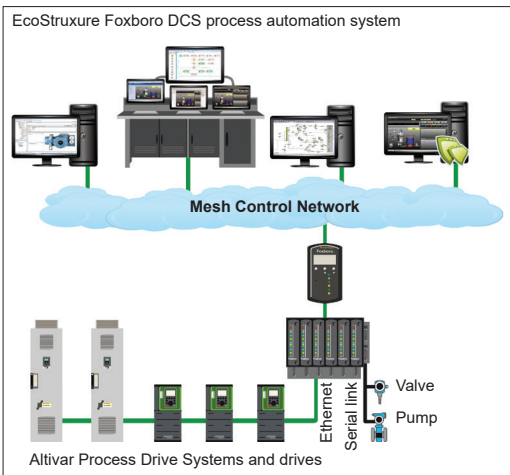 EcoStruxure Foxboro DCS process automation system
Mesh Control Network
Foxboro
Ethernet
Serial link
Valve
Pump
Altivar Process Drive Systems and drives